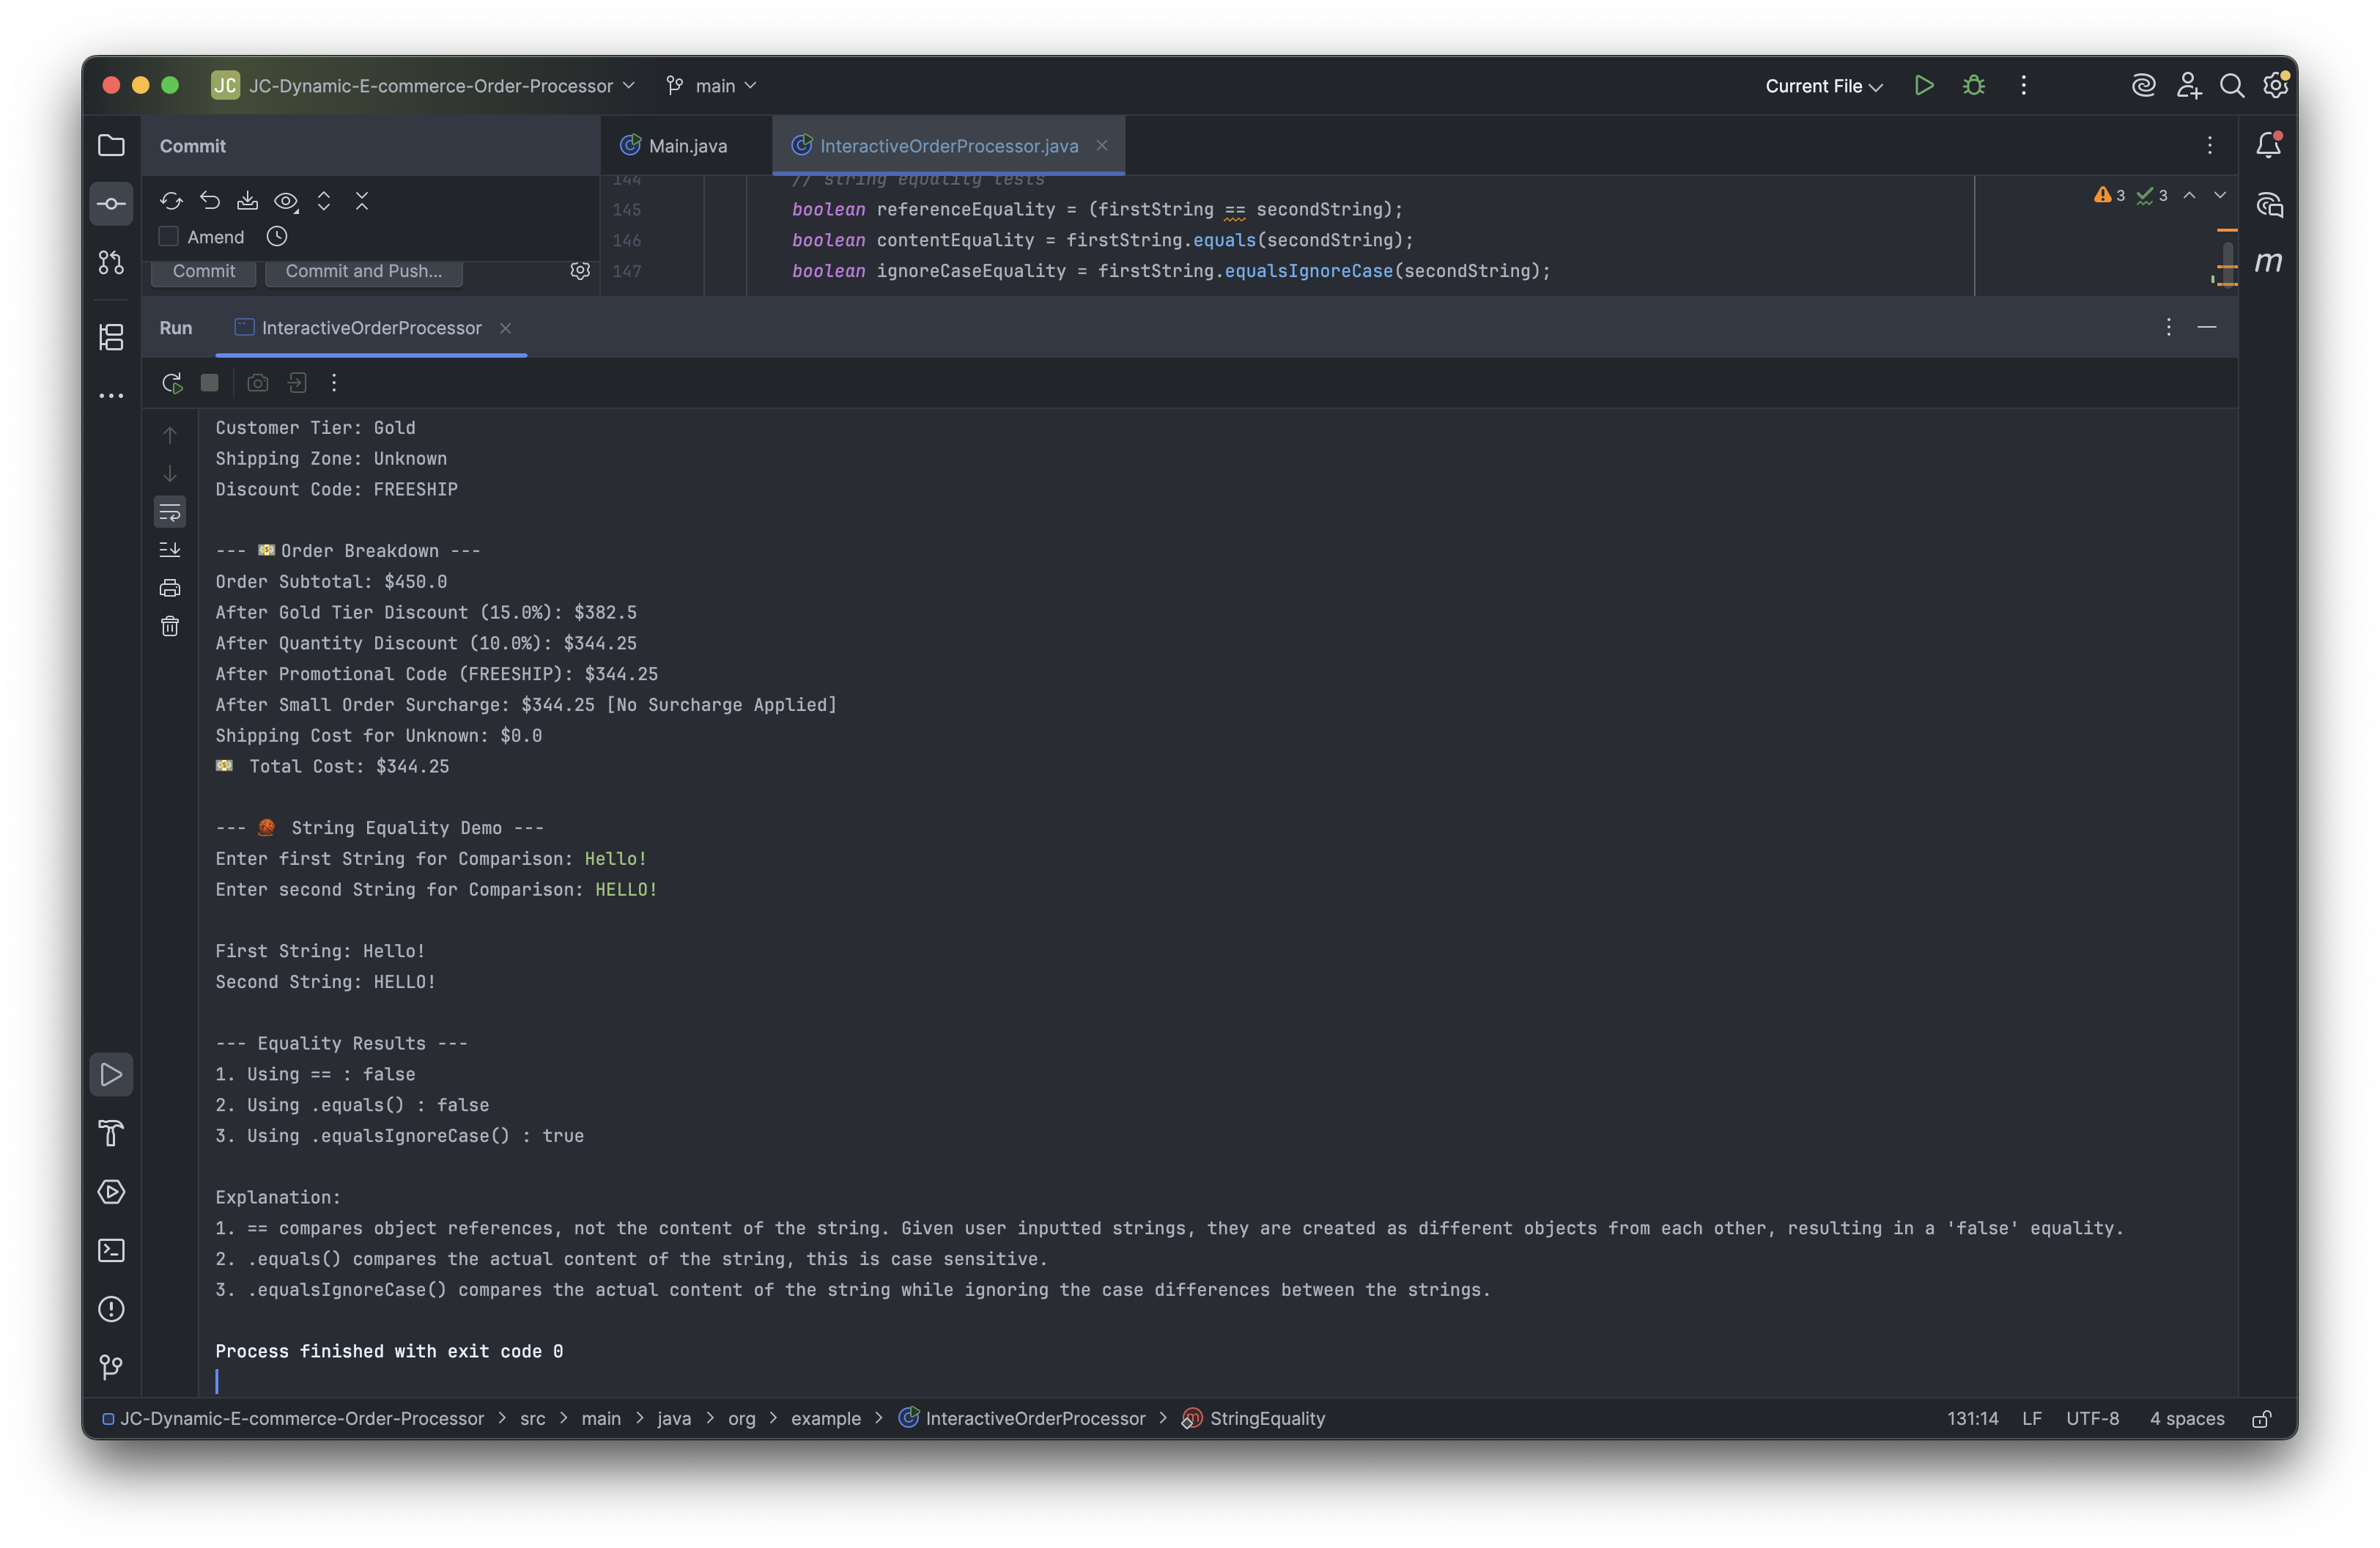 JC JC-Dynamic-E-commerce-Order-Processor main Current File
Commit
Main.java InteractiveOrderProcessor.java
Amend
Commit Commit and Push...
144 // string equality tests
145 boolean referenceEquality = (firstString == secondString);
146 boolean contentEquality = firstString.equals(secondString);
147 boolean ignoreCaseEquality = firstString.equalsIgnoreCase(secondString);
3 3
m
Run InteractiveOrderProcessor
Customer Tier: Gold
Shipping Zone: Unknown
Discount Code: FREESHIP
--- 💵 Order Breakdown ---
Order Subtotal: $450.0
After Gold Tier Discount (15.0%): $382.5
After Quantity Discount (10.0%): $344.25
After Promotional Code (FREESHIP): $344.25
After Small Order Surcharge: $344.25 [No Surcharge Applied]
Shipping Cost for Unknown: $0.0
💵 Total Cost: $344.25
--- 🧶 String Equality Demo ---
Enter first String for Comparison: Hello!
Enter second String for Comparison: HELLO!
First String: Hello!
Second String: HELLO!
--- Equality Results ---
1. Using == : false
2. Using .equals() : false
3. Using .equalsIgnoreCase() : true
Explanation:
1. == compares object references, not the content of the string. Given user inputted strings, they are created as different objects from each other, resulting in a 'false' equality.
2. .equals() compares the actual content of the string, this is case sensitive.
3. .equalsIgnoreCase() compares the actual content of the string while ignoring the case differences between the strings.
Process finished with exit code 0
JC-Dynamic-E-commerce-Order-Processor > src > main > java > org > example > InteractiveOrderProcessor > StringEquality 131:14 LF UTF-8 4 spaces